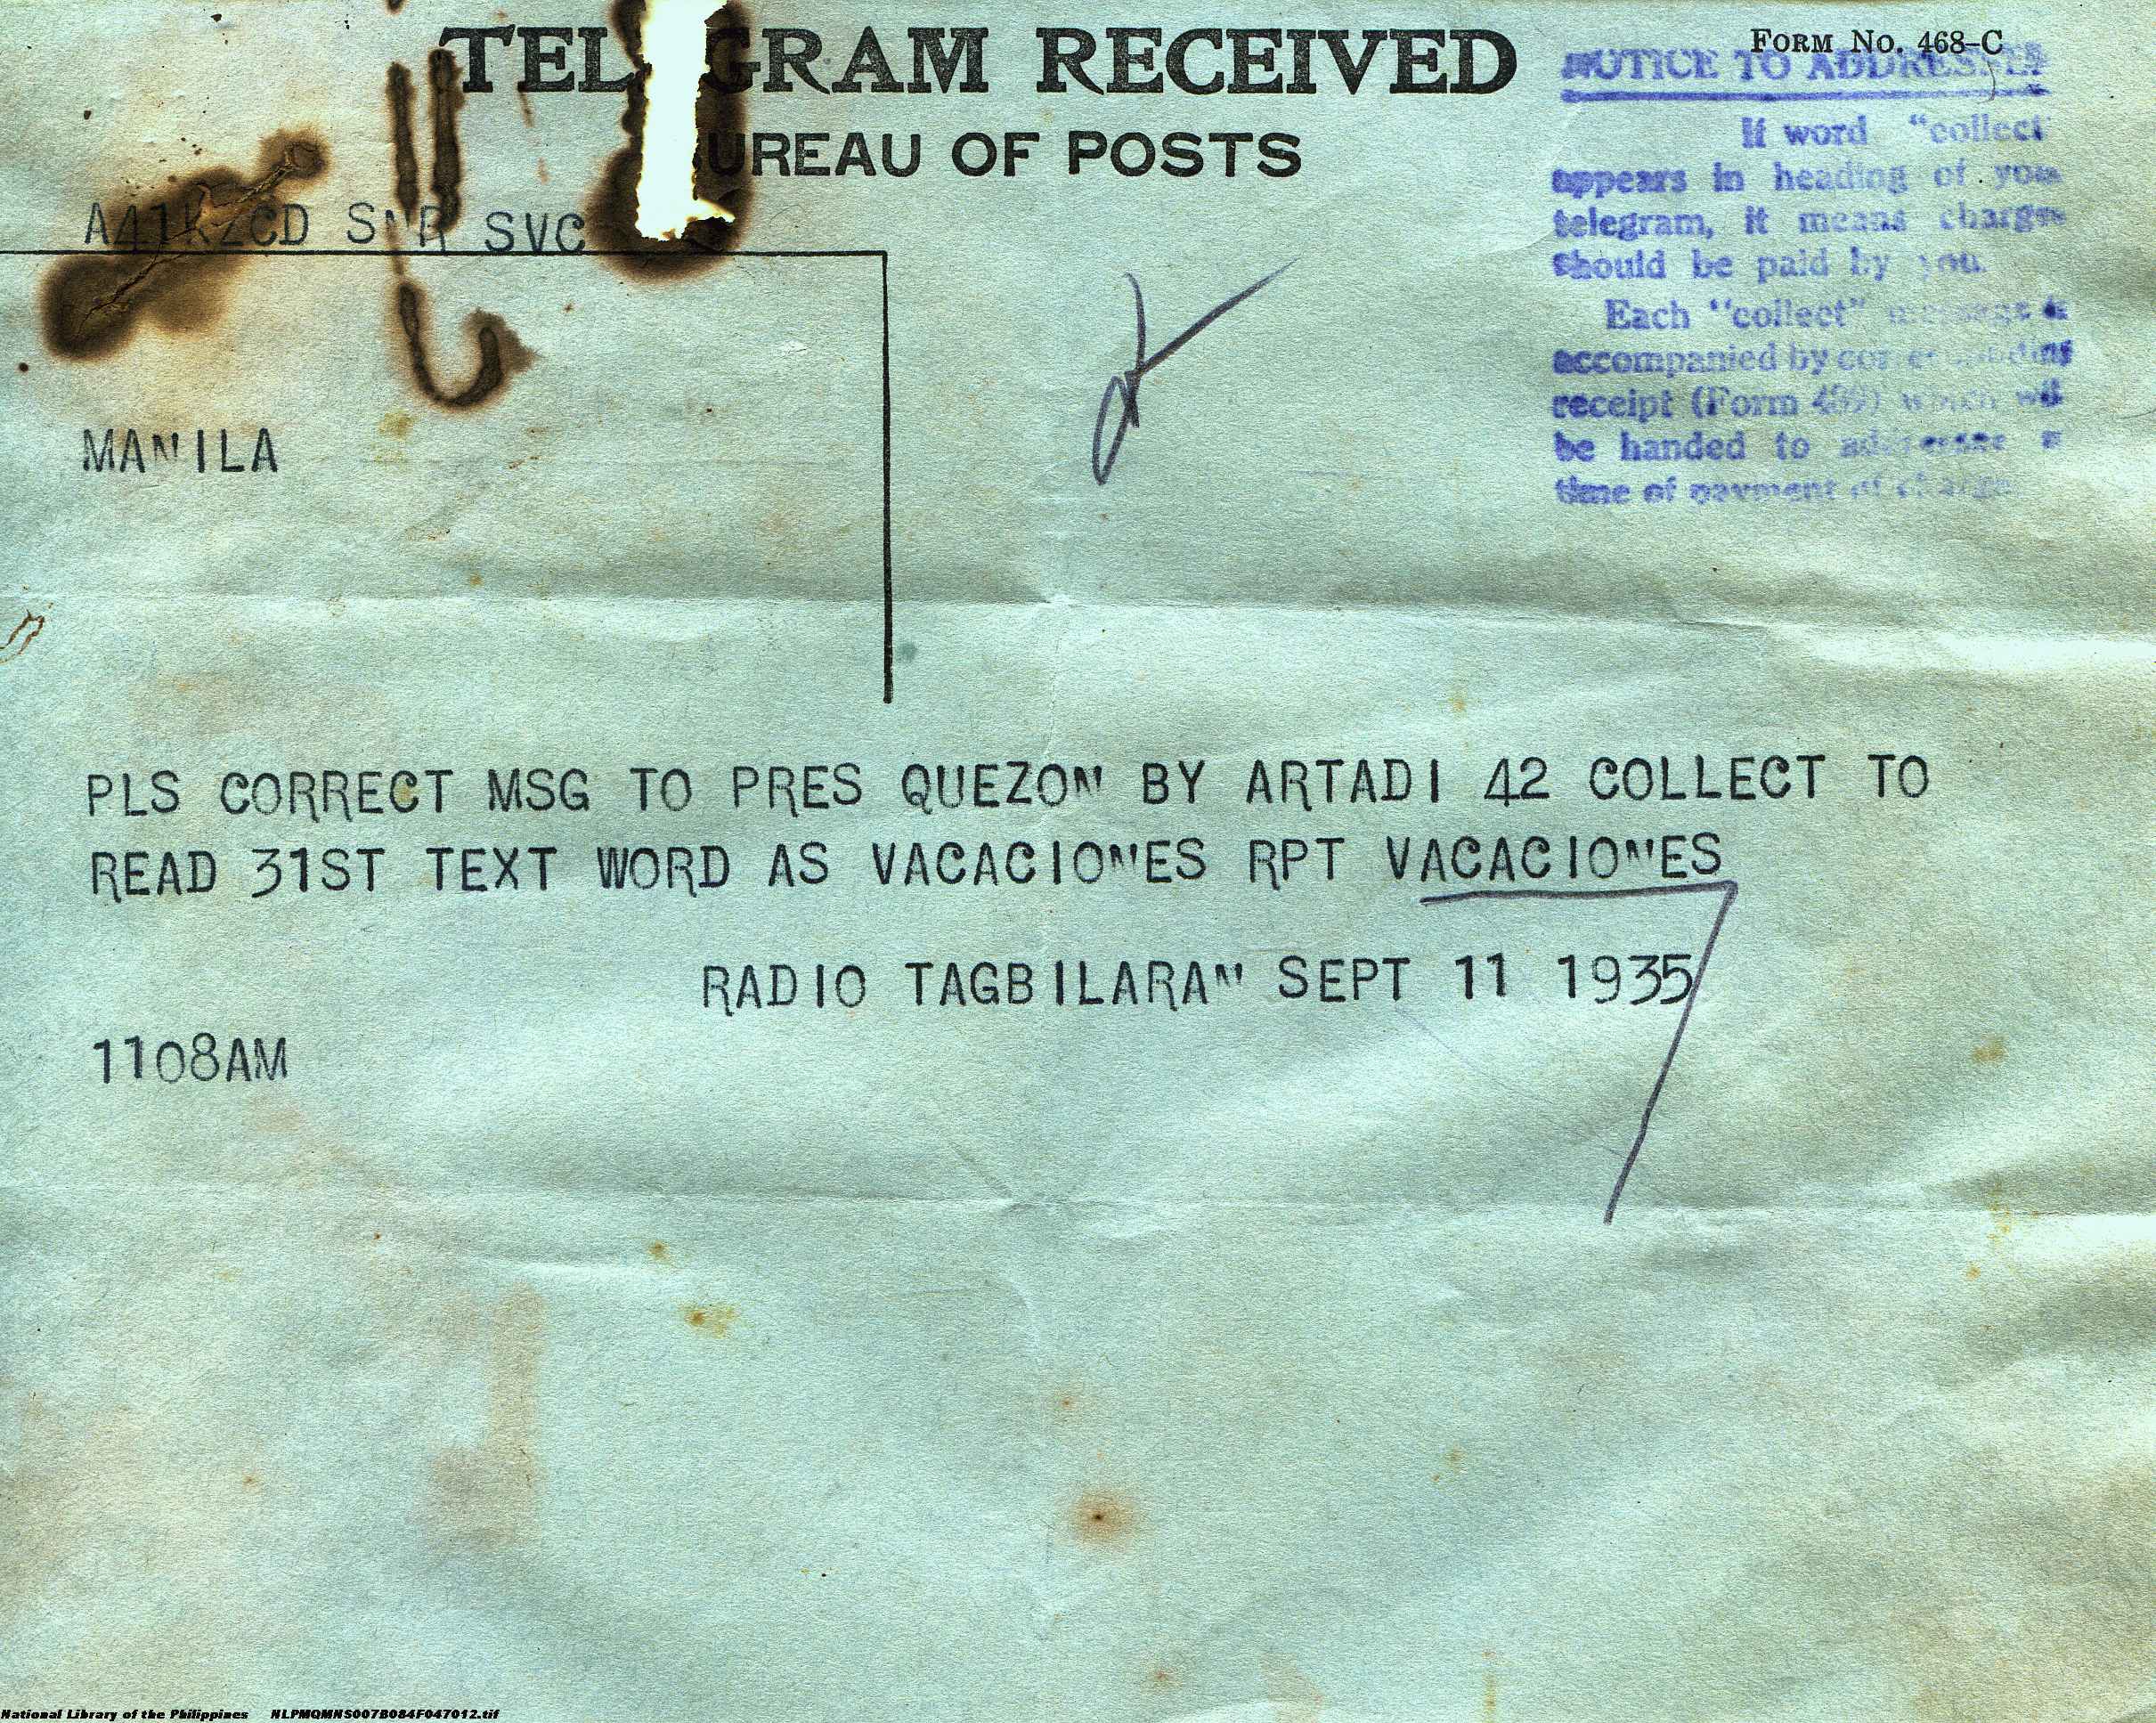 TELEGRAM RECEIVED
FORM NO. 468-C
BUREAU OF POSTS
NOTICE TO ADDRESSEE
If word "collect
appears in heading of you
telegram, it means charges
should be paid by you.
Each "collect" message is
accompanied by corresponding
receipt (Form 469) which will
be handed to addressee
time of payment of charge
SVC
MANILA
PLS CORRECT MSG TO PRES QUEZON BY ARTADI 42 COLLECT TO
READ 31ST TEXT WORD AS VACACIONES RPT VACACIONES
RADIO TAGBILARAN SEPT 11 1935
1108AM
National Library of the Philippines NLPMQMNS007B084F047012.tif